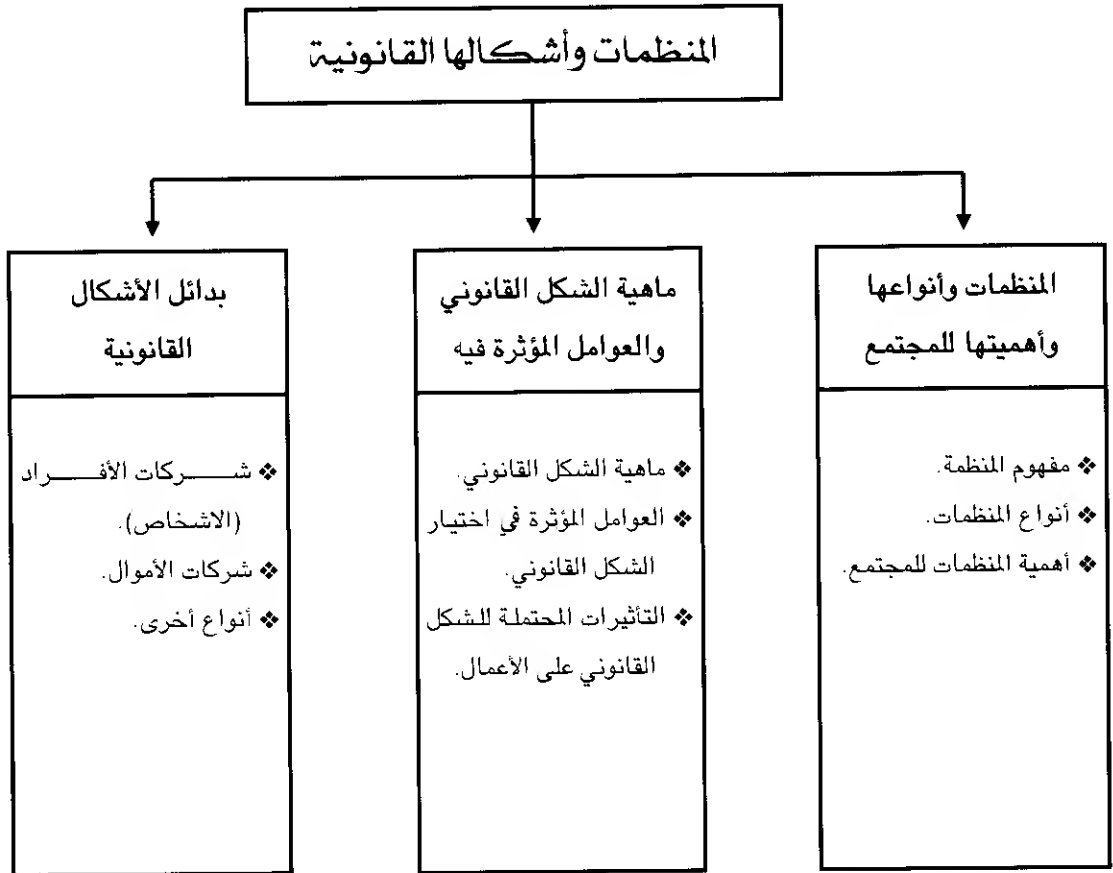 المنظمات وأشكالها القانونية
المنظمات وأنواعها
وأهميتها للمجتمع
❖ مفهوم المنظمة.
❖ أنواع المنظمات.
❖ أهمية المنظمات للمجتمع.
ماهية الشكل القانوني
والعوامل المؤثرة فيه
❖ ماهية الشكل القانوني.
❖ العوامل المؤثرة في اختيار
الشكل القانوني.
❖ التأثيرات المحتملة للشكل
القانوني على الأعمال.
بدائل الأشكال
القانونية
❖ شـــــركات الأفـــــراد
(الاشخاص).
❖ شركات الأموال.
❖ أنواع أخرى.